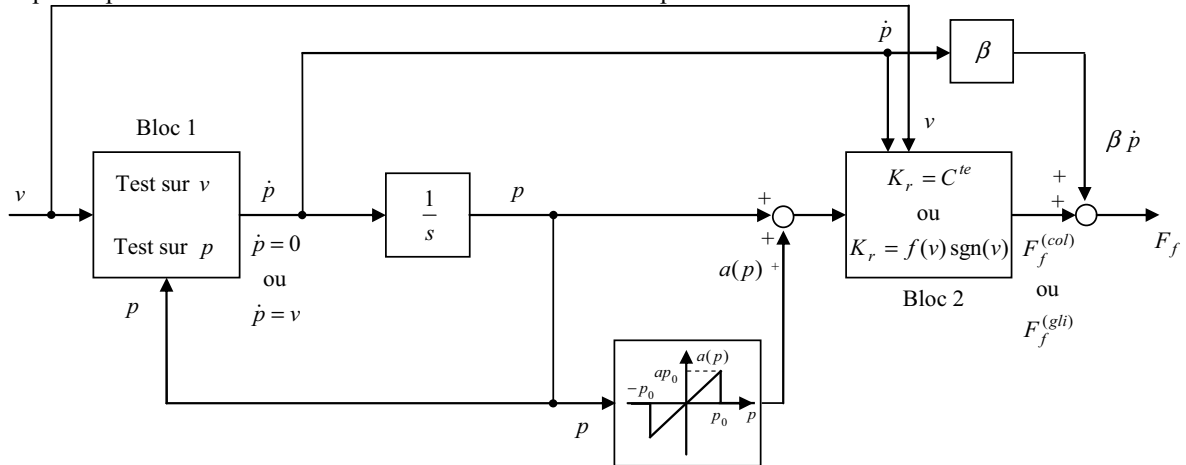 ṗ
β
Bloc 1
v
β ṗ
v
Test sur v
Test sur p
ṗ
ṗ = 0
ou
ṗ = v
p
1/s
p
+
+
a(p) +
K_r = C^{te}
ou
K_r = f(v) sgn(v)
Bloc 2
+
+
F_f^{(col)}
ou
F_f^{(gli)}
F_f
p
a(p)
ap_0
−p_0
p_0
p